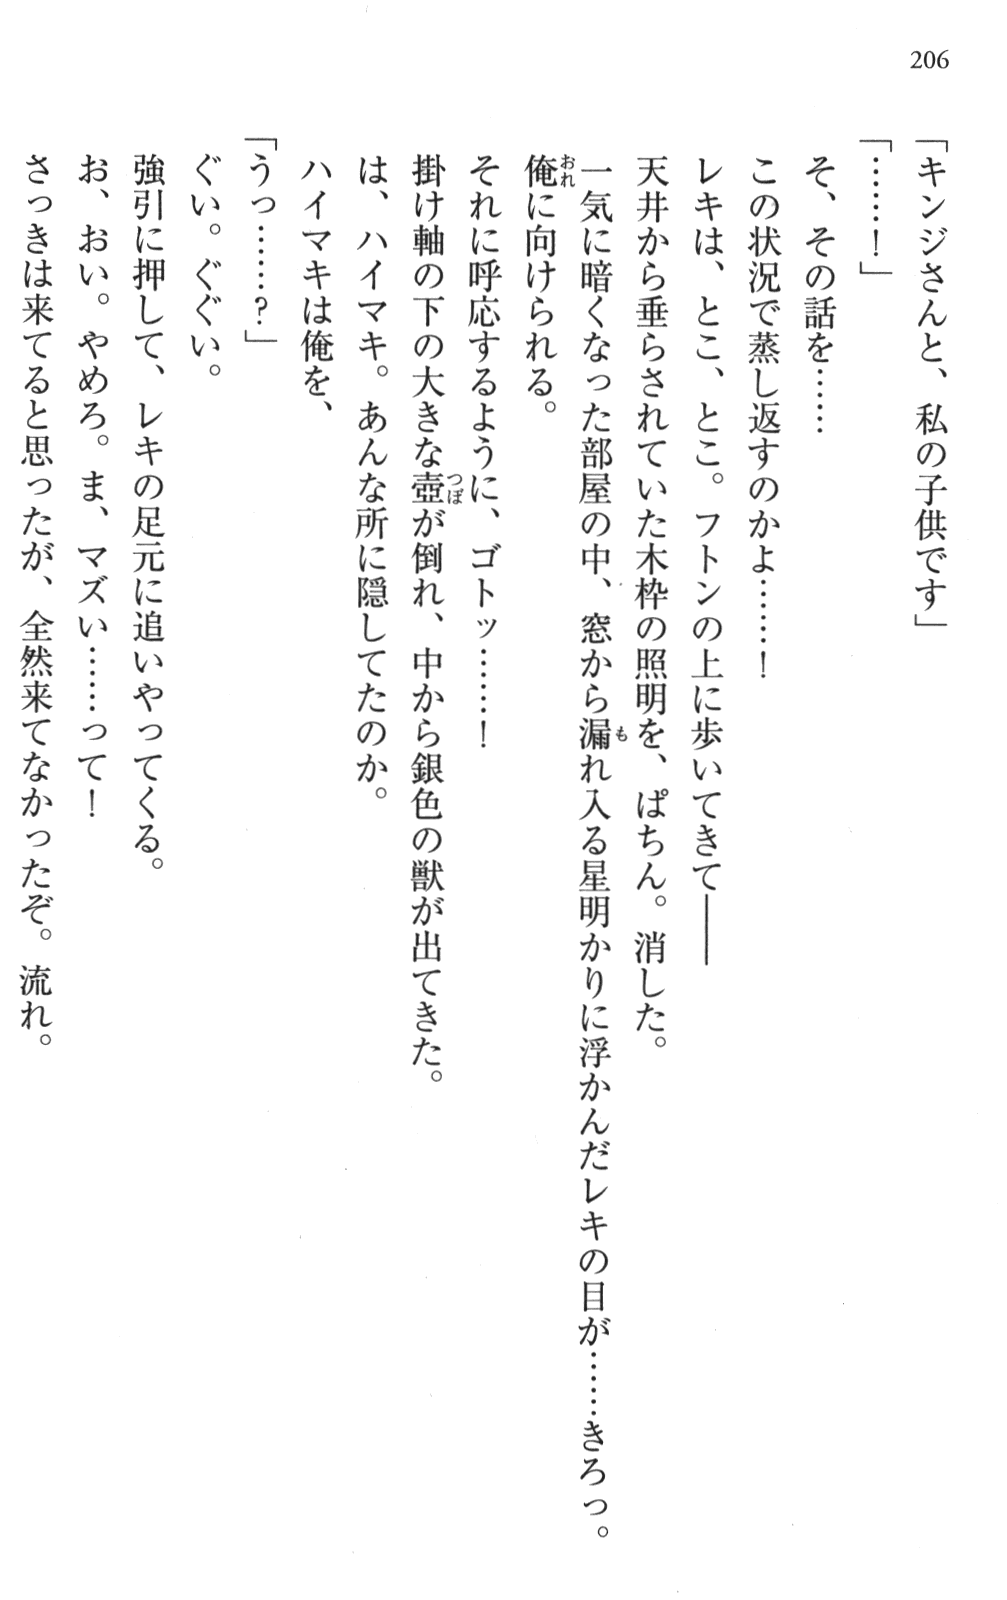 206
「キンジさんと、私の子供です」
「……！」
そ、その話を……
この状況で蒸し返すのかよ……！
レキは、とこ、とこ。フトンの上に歩いてきて――
天井から垂らされていた木枠の照明を、ぱちん。消した。
一気に暗くなった部屋の中、窓から漏れ入る星明かりに浮かんだレキの目が……きろっ。
俺に向けられる。
それに呼応するように、ゴトッ……！
掛け軸の下の大きな壺が倒れ、中から銀色の獣が出てきた。
は、ハイマキ。あんな所に隠してたのか。
ハイマキは俺を、
「うっ……？」
ぐい。ぐぐい。
強引に押して、レキの足元に追いやってくる。
お、おい。やめろ。ま、マズい……って！
さっきは来てると思ったが、全然来てなかったぞ。流れ。